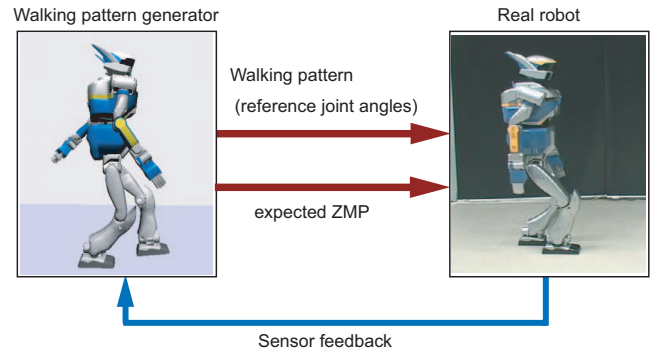 Walking pattern generator
Real robot
Walking pattern
(reference joint angles)
expected ZMP
Sensor feedback